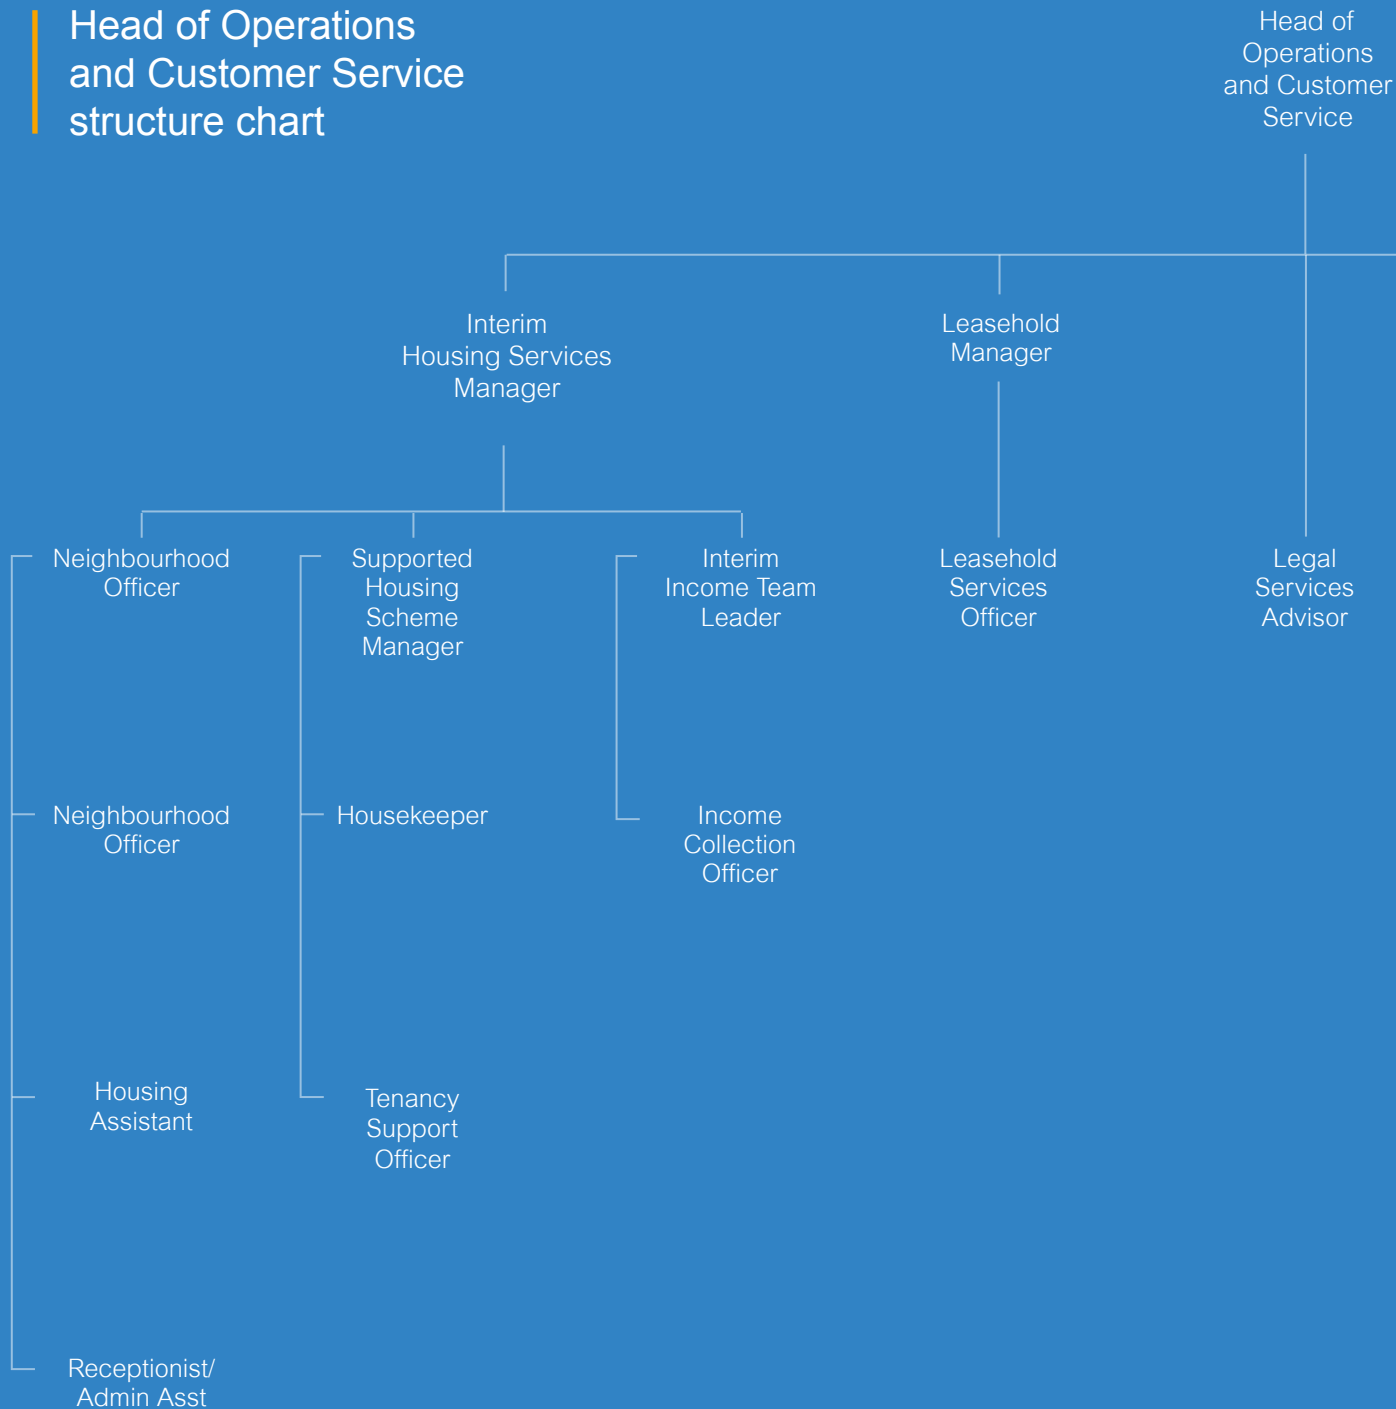 Head of Operations
and Customer Service
structure chart
Head of
Operations
and Customer
Service
Interim
Housing Services
Manager
Leasehold
Manager
Neighbourhood
Officer
Supported
Housing
Scheme
Manager
Interim
Income Team
Leader
Leasehold
Services
Officer
Legal
Services
Advisor
Neighbourhood
Officer
Housekeeper
Income
Collection
Officer
Housing
Assistant
Tenancy
Support
Officer
Receptionist/
Admin Asst